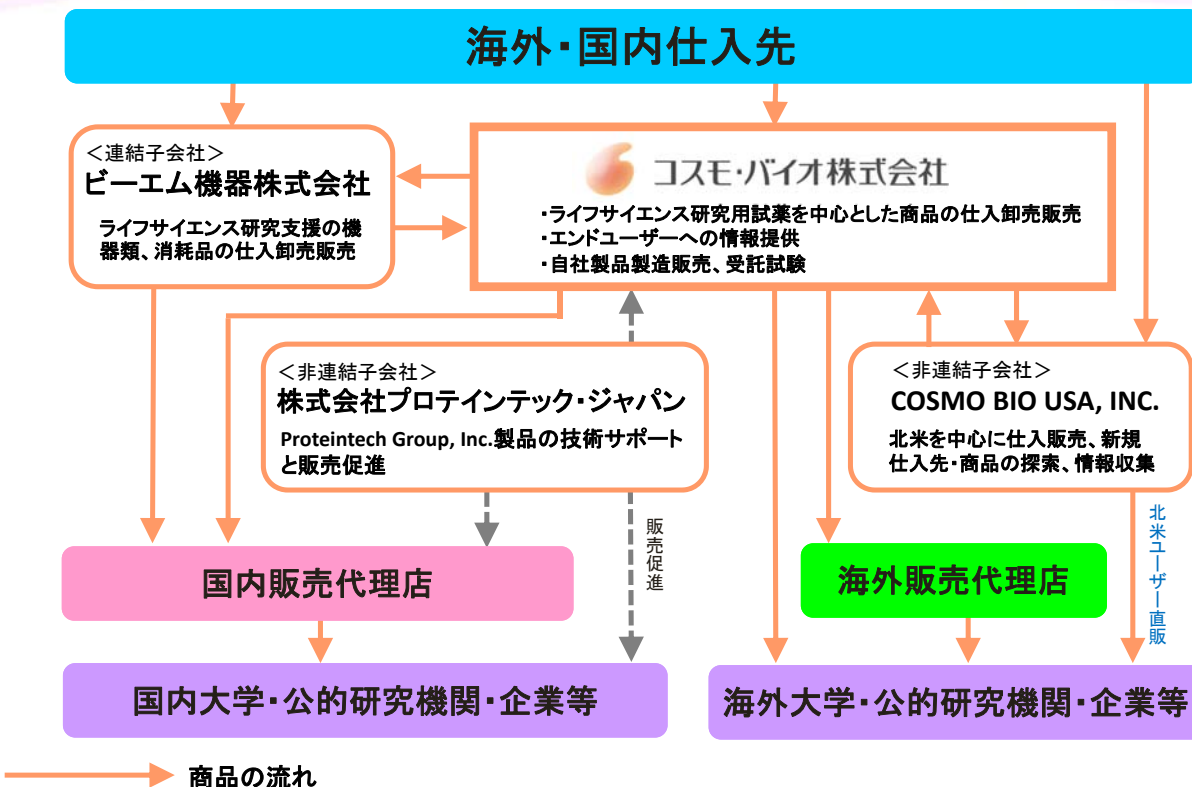 海外・国内仕入先
＜連結子会社＞
ビーエム機器株式会社
ライフサイエンス研究支援の機
器類、消耗品の仕入卸売販売
コスモ・バイオ株式会社
・ライフサイエンス研究用試薬を中心とした商品の仕入卸売販売
・エンドユーザーへの情報提供
・自社製品製造販売、受託試験
＜非連結子会社＞
株式会社プロテインテック・ジャパン
Proteintech Group, Inc.製品の技術サポート
と販売促進
＜非連結子会社＞
COSMO BIO USA, INC.
北米を中心に仕入販売、新規
仕入先・商品の探索、情報収集
販売促進
北米ユーザー直販
国内販売代理店
海外販売代理店
国内大学・公的研究機関・企業等
海外大学・公的研究機関・企業等
商品の流れ